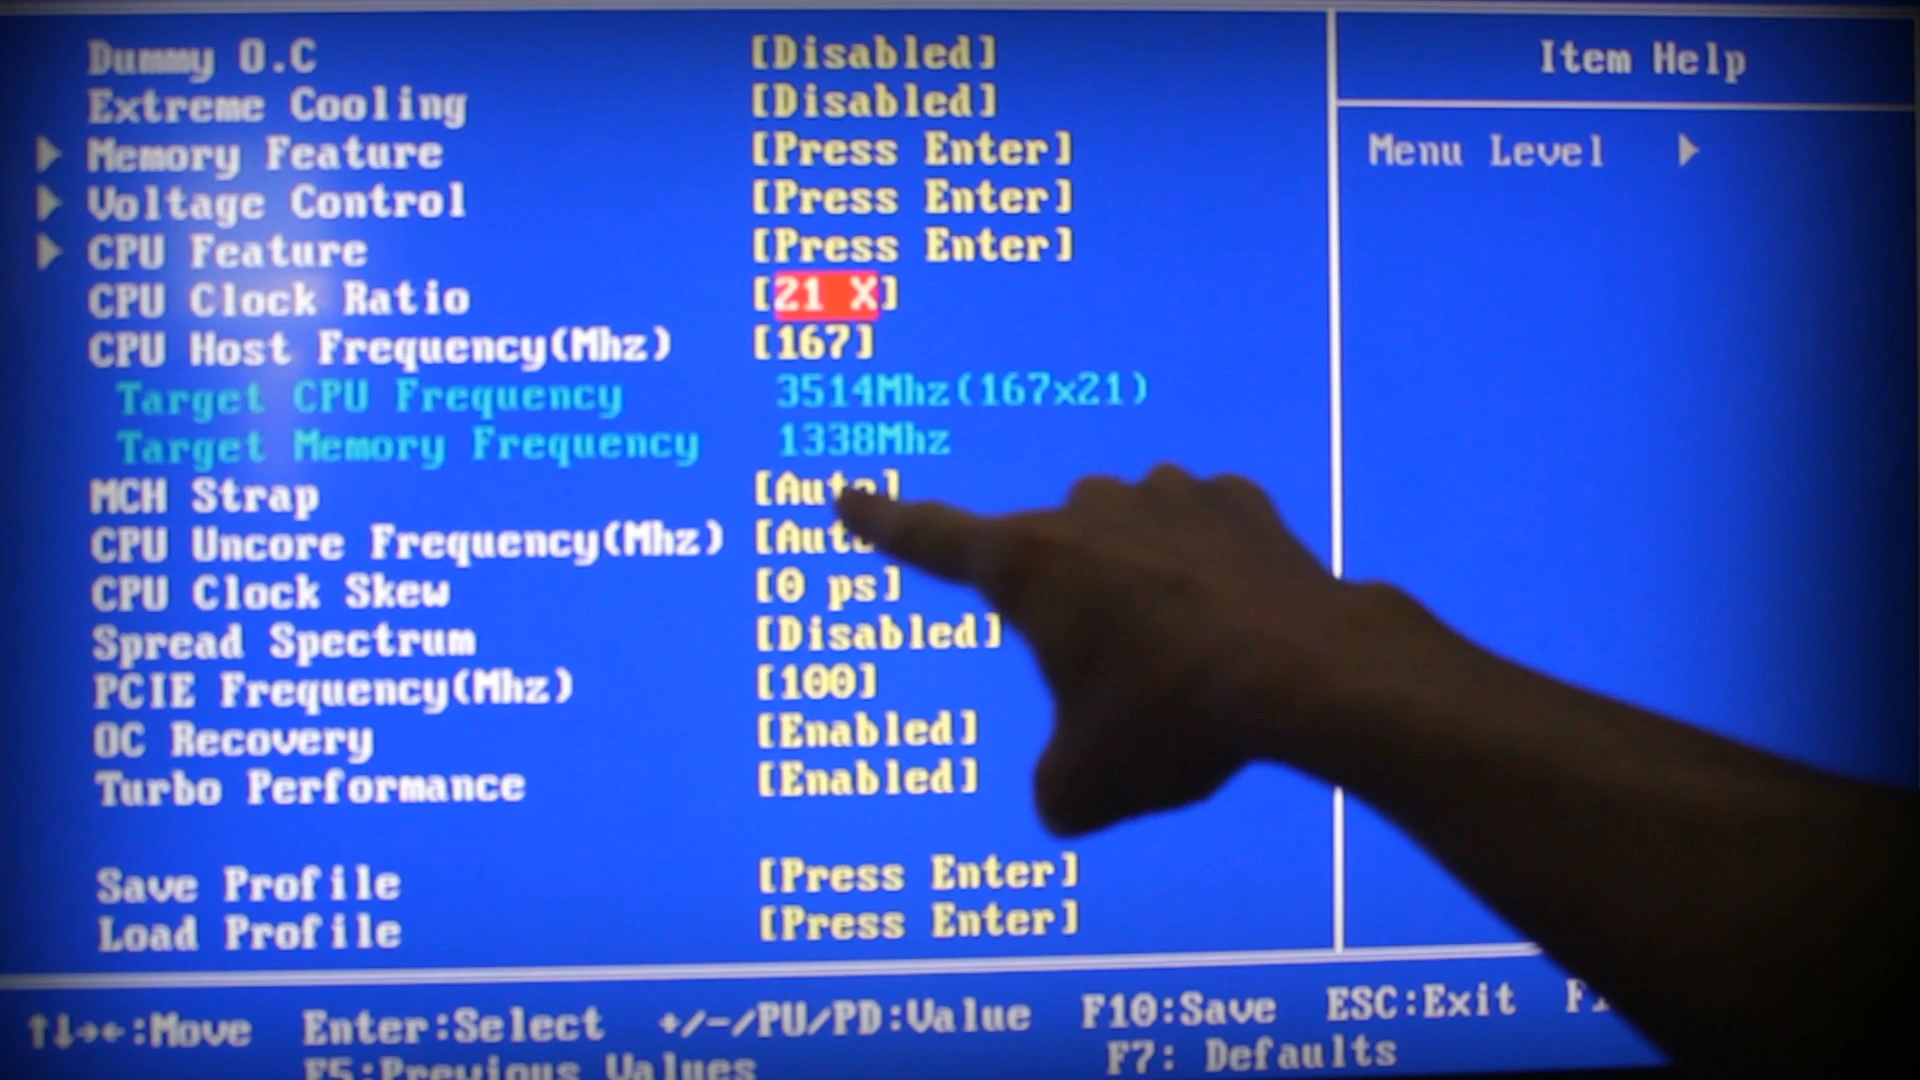 Dummy O.C [Disabled]
Extreme Cooling [Disabled]
Memory Feature [Press Enter]
Voltage Control [Press Enter]
CPU Feature [Press Enter]
CPU Clock Ratio [21 X]
CPU Host Frequency(Mhz) [167]
Target CPU Frequency 3514Mhz(167x21)
Target Memory Frequency 1338Mhz
MCH Strap [Auto]
CPU Uncore Frequency(Mhz) [Auto
CPU Clock Skew [0 ps]
Spread Spectrum [Disabled]
PCIE Frequency(Mhz) [100]
OC Recovery [Enabled]
Turbo Performance [Enabled]
Save Profile [Press Enter]
Load Profile [Press Enter]
Item Help
Menu Level
↑↓→←:Move Enter:Select +/-/PU/PD:Value F10:Save ESC:Exit
F5:Previous Values F7: Defaults